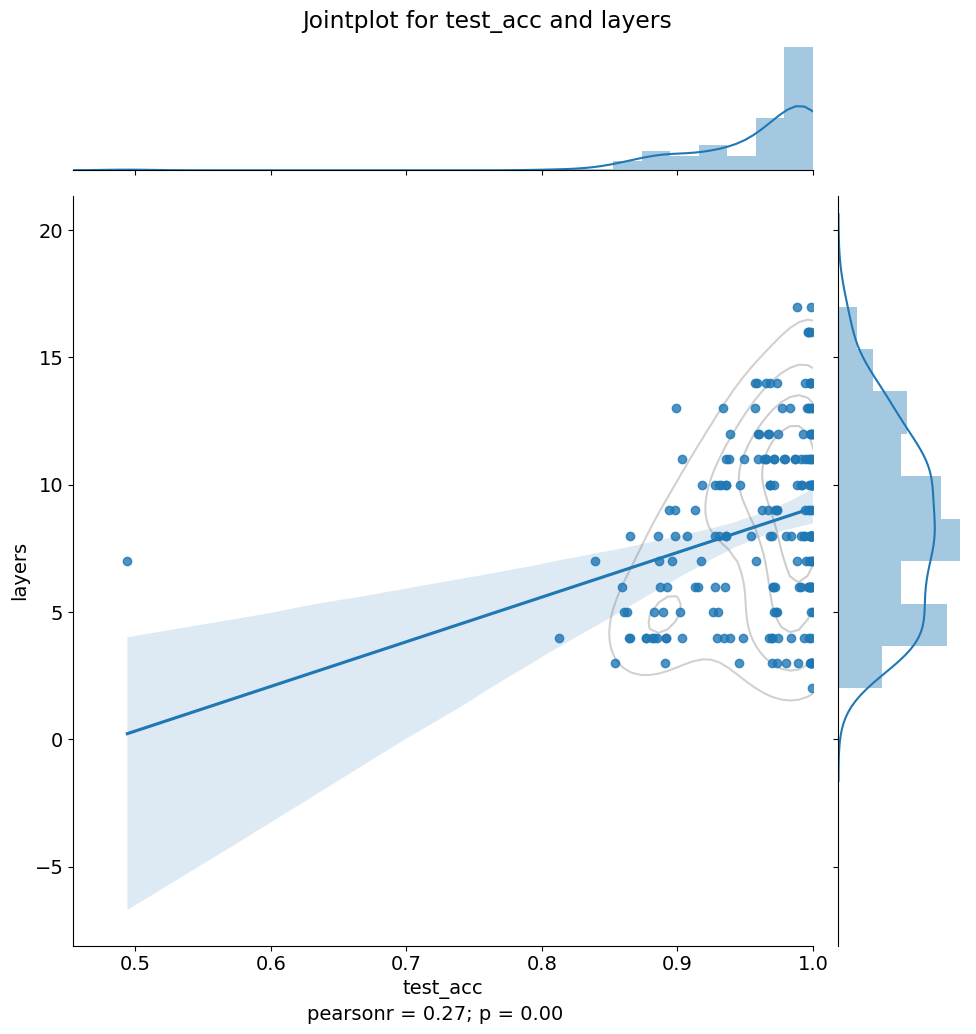 Jointplot for test_acc and layers
20
15
10
5
0
−5
layers
0.5 0.6 0.7 0.8 0.9 1.0
test_acc
pearsonr = 0.27; p = 0.00